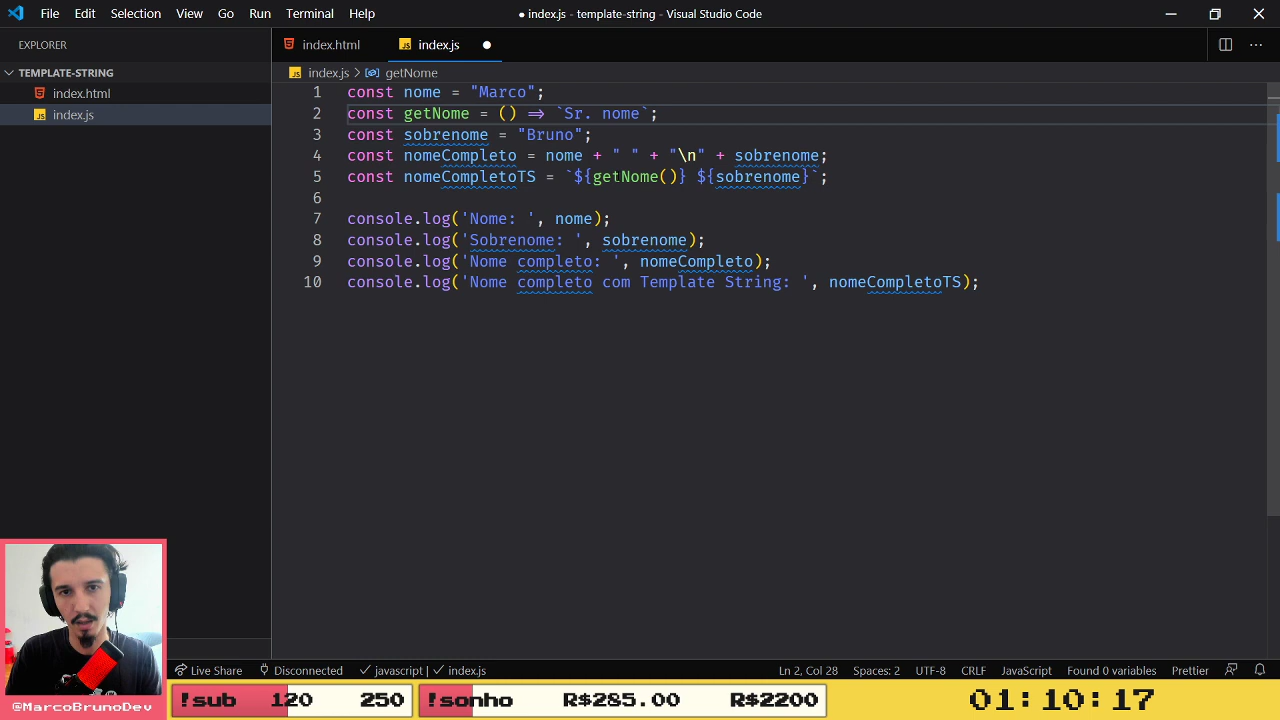 File Edit Selection View Go Run Terminal Help
● index.js - template-string - Visual Studio Code
EXPLORER
TEMPLATE-STRING
index.html
JS index.js
index.html
JS index.js ●
JS index.js > getNome
1 const nome = "Marco";
2 const getNome = () => `Sr. nome`;
3 const sobrenome = "Bruno";
4 const nomeCompleto = nome + " " + "\n" + sobrenome;
5 const nomeCompletoTS = `${getNome()} ${sobrenome}`;
6
7 console.log('Nome: ', nome);
8 console.log('Sobrenome: ', sobrenome);
9 console.log('Nome completo: ', nomeCompleto);
10 console.log('Nome completo com Template String: ', nomeCompletoTS);
@MarcoBrunoDev
Live Share Disconnected javascript | index.js
Ln 2, Col 28 Spaces: 2 UTF-8 CRLF JavaScript Found 0 variables Prettier
!sub 120 250
!sonho R$285.00 R$2200
01:10:17